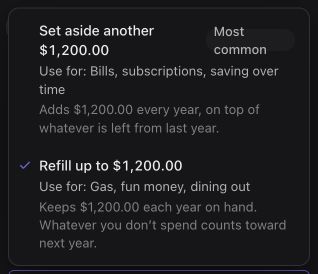 Set aside another
$1,200.00
Most
common
Use for: Bills, subscriptions, saving over
time
Adds $1,200.00 every year, on top of
whatever is left from last year.
Refill up to $1,200.00
Use for: Gas, fun money, dining out
Keeps $1,200.00 each year on hand.
Whatever you don’t spend counts toward
next year.